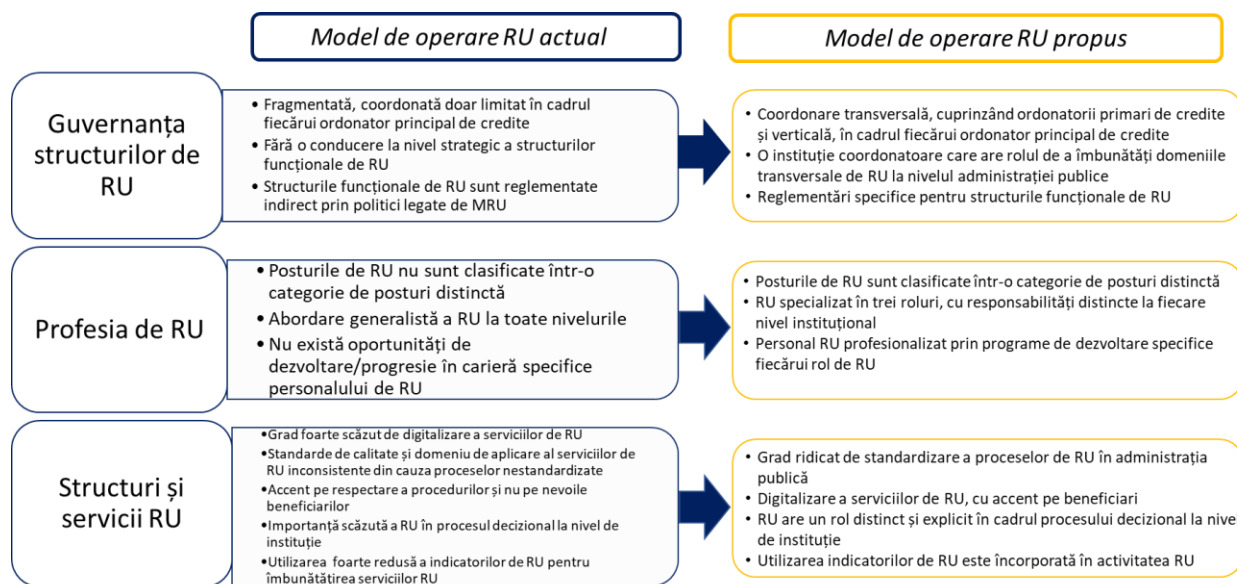 Model de operare RU actual
Model de operare RU propus
Guvernanța
structurilor de
RU
• Fragmentată, coordonată doar limitat în cadrul
fiecărui ordonator principal de credite
• Fără o conducere la nivel strategic a structurilor
funcționale de RU
• Structurile funcționale de RU sunt reglementate
indirect prin politici legate de MRU
• Coordonare transversală, cuprinzând ordonatorii primari de credite
și verticală, în cadrul fiecărui ordonator principal de credite
• O instituție coordonatoare care are rolul de a îmbunătăți domeniile
transversale de RU la nivelul administrației publice
• Reglementări specifice pentru structurile funcționale de RU
Profesia de RU
• Posturile de RU nu sunt clasificate într-o
categorie de posturi distinctă
• Abordare generalistă a RU la toate nivelurile
• Nu există oportunități de
dezvoltare/progresie în carieră specifice
personalului de RU
• Posturile de RU sunt clasificate într-o categorie de posturi distinctă
• RU specializat în trei roluri, cu responsabilități distincte la fiecare
nivel instituțional
• Personal RU profesionalizat prin programe de dezvoltare specifice
fiecărui rol de RU
Structuri și
servicii RU
•Grad foarte scăzut de digitalizare a serviciilor de RU
•Standarde de calitate și domeniu de aplicare al serviciilor de
RU inconsistente din cauza proceselor nestandardizate
•Accent pe respectare a procedurilor și nu pe nevoile
beneficiarilor
•Importanță scăzută a RU în procesul decizional la nivel de
instituție
•Utilizarea foarte redusă a indicatorilor de RU pentru
îmbunătățirea serviciilor RU
• Grad ridicat de standardizare a proceselor de RU în administrația
publică
• Digitalizare a serviciilor de RU, cu accent pe beneficiari
• RU are un rol distinct și explicit în cadrul procesului decizional la nivel
de instituție
• Utilizarea indicatorilor de RU este încorporată în activitatea RU